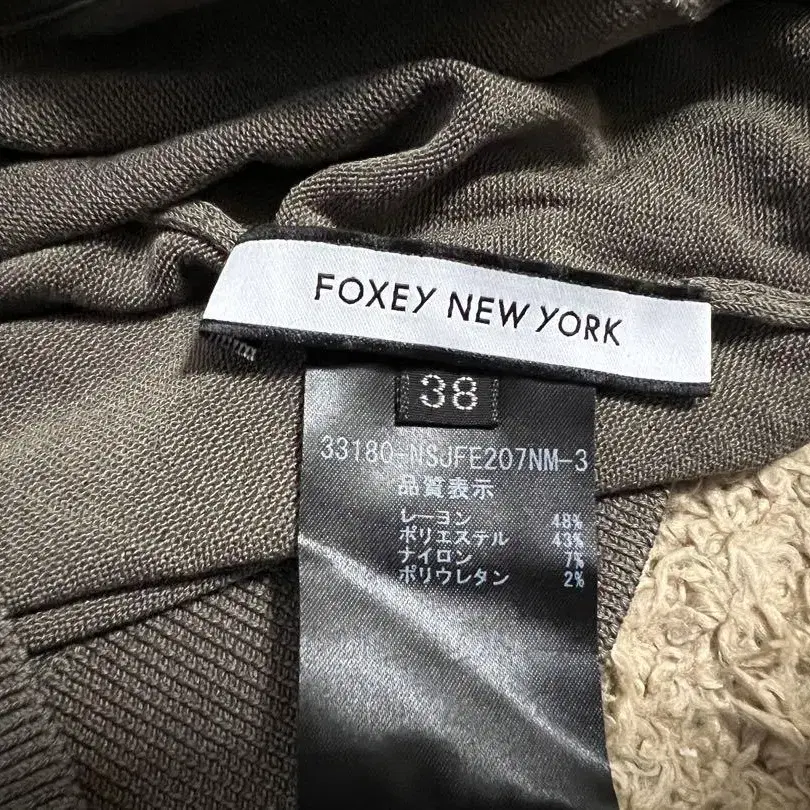 FOXEY NEW YORK
38
33180-NSJFE207NM-3
品質表示
レーヨン 48%
ポリエステル 43%
ナイロン 7%
ポリウレタン 2%